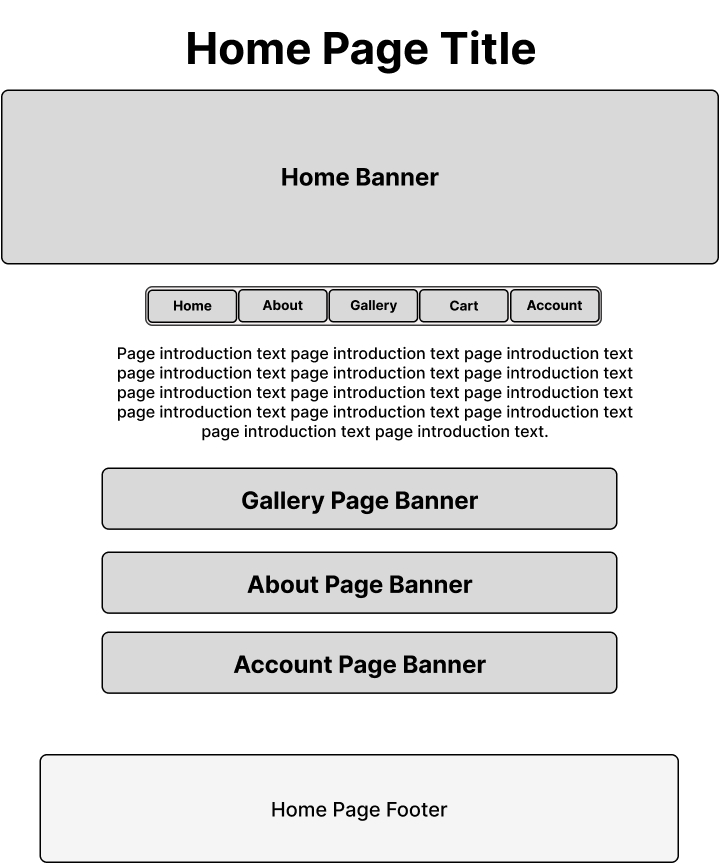 Home Page Title
Home Banner
Home About Gallery Cart Account
Page introduction text page introduction text page introduction text
page introduction text page introduction text page introduction text
page introduction text page introduction text page introduction text
page introduction text page introduction text page introduction text
page introduction text page introduction text.
Gallery Page Banner
About Page Banner
Account Page Banner
Home Page Footer